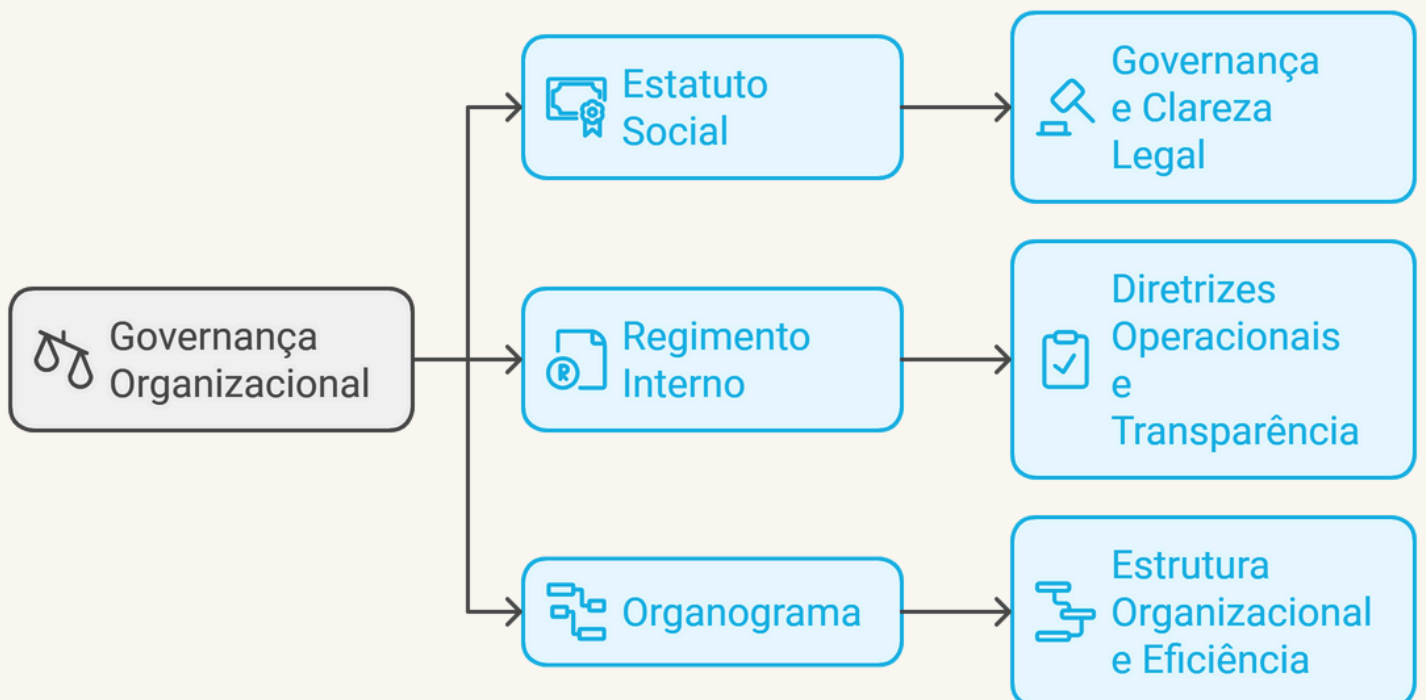 Governança
Organizacional
Estatuto
Social
Governança
e Clareza
Legal
Regimento
Interno
Diretrizes
Operacionais
e
Transparência
Organograma
Estrutura
Organizacional
e Eficiência